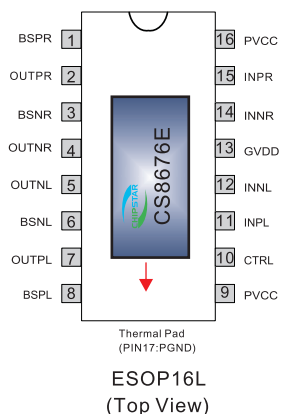 BSPR 1 16 PVCC
OUTPR 2 15 INPR
BSNR 3 14 INNR
OUTNR 4 13 GVDD
OUTNL 5 12 INNL
BSNL 6 11 INPL
OUTPL 7 10 CTRL
BSPL 8 9 PVCC
CHIPSTAR
CS8676E
Thermal Pad
(PIN17:PGND)
ESOP16L
(Top View)